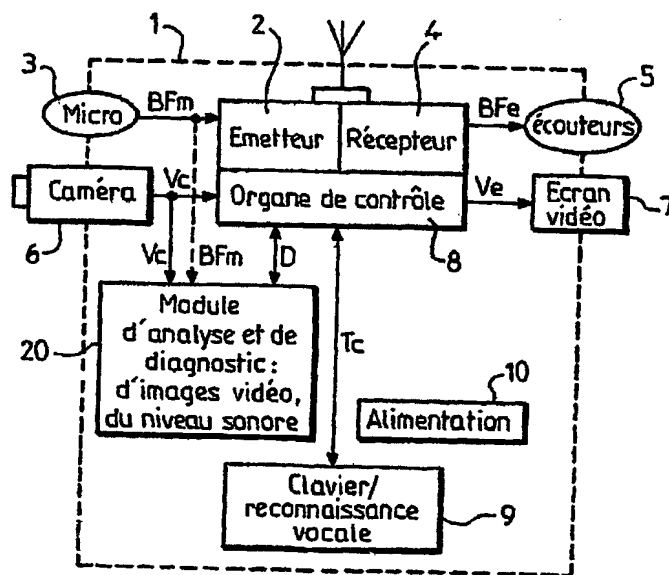 1
2
4
3
5
Micro
BFm
Emetteur
Récepteur
BFe
écouteurs
Caméra
Vc
Organe de contrôle
Ve
Ecran
vidéo
7
6
8
Vc
BFm
D
20
Module
d'analyse et de
diagnostic:
d'images vidéo,
du niveau sonore
Tc
10
Alimentation
Clavier/
reconnaissance
vocale
9